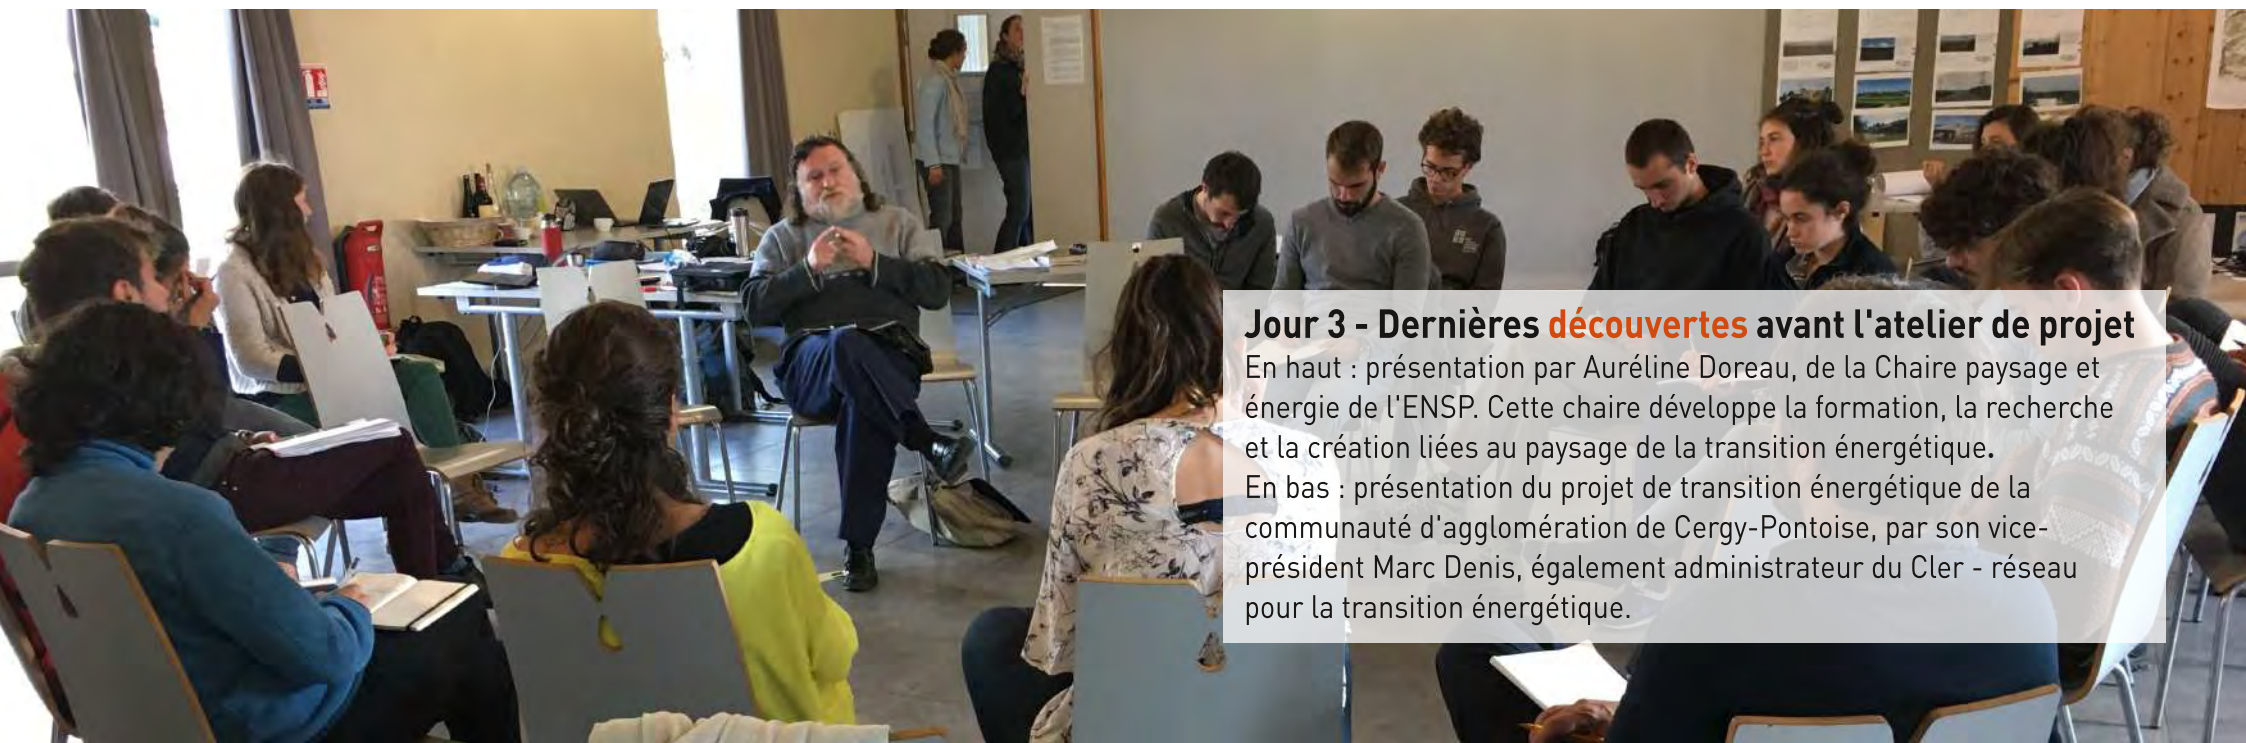 Jour 3 - Dernières découvertes avant l'atelier de projet
En haut : présentation par Auréline Doreau, de la Chaire paysage et
énergie de l'ENSP. Cette chaire développe la formation, la recherche
et la création liées au paysage de la transition énergétique.
En bas : présentation du projet de transition énergétique de la
communauté d'agglomération de Cergy-Pontoise, par son vice-
président Marc Denis, également administrateur du Cler - réseau
pour la transition énergétique.